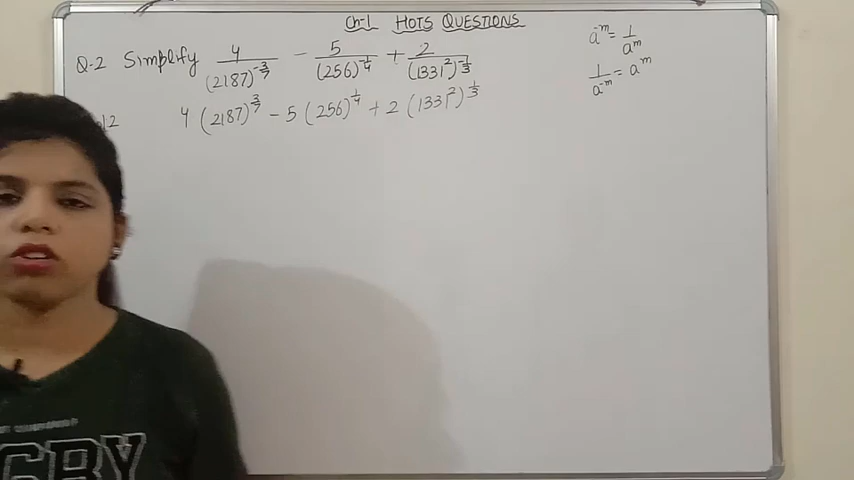 Ch-1 HOTS QUESTIONS
Q-2 Simplify 4/(2187)^{-3/7} - 5/(256)^{-1/4} + 2/(1331²)^{-1/3}
a^{-m} = 1/a^m
1/a^{-m} = a^m
4 (2187)^{3/7} - 5 (256)^{1/4} + 2 (1331²)^{1/3}